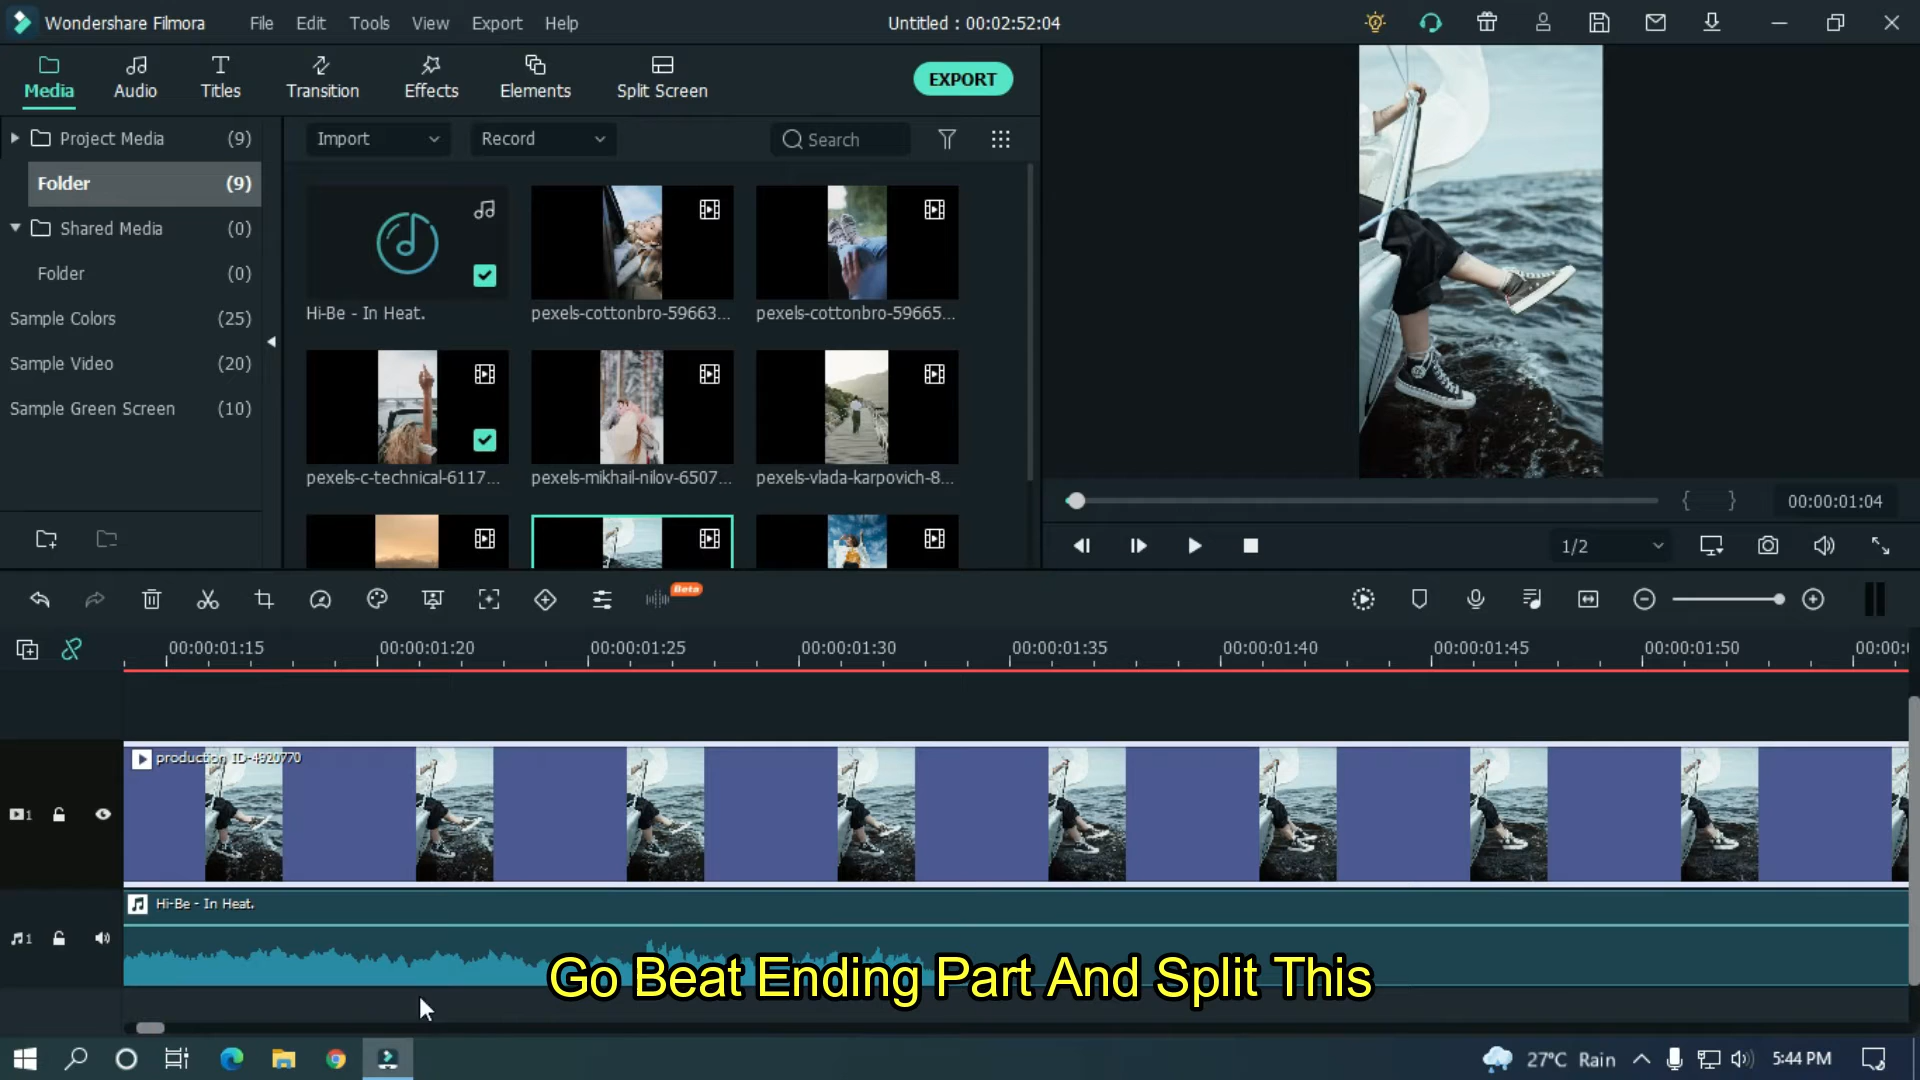 Wondershare Filmora
File
Edit
Tools
View
Export
Help
Untitled : 00:02:52:04
Media
Audio
Titles
Transition
Effects
Elements
Split Screen
EXPORT
Project Media (9)
Folder (9)
Shared Media (0)
Folder (0)
Sample Colors (25)
Sample Video (20)
Sample Green Screen (10)
Import
Record
Search
Hi-Be - In Heat.
pexels-cottonbro-59663...
pexels-cottonbro-59665...
pexels-c-technical-6117...
pexels-mikhail-nilov-6507...
pexels-vlada-karpovich-8...
{ }
00:00:01:04
1/2
Beta
00:00:01:15
00:00:01:20
00:00:01:25
00:00:01:30
00:00:01:35
00:00:01:40
00:00:01:45
00:00:01:50
00:00:0
production ID-4920770
1
Hi-Be - In Heat.
1
Go Beat Ending Part And Split This
27°C Rain
5:44 PM